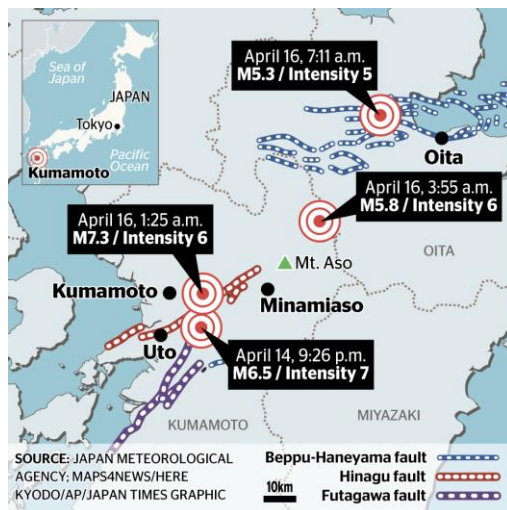 Sea of
Japan
JAPAN
Tokyo
Pacific
Ocean
Kumamoto
April 16, 7:11 a.m.
M5.3 / Intensity 5
Oita
April 16, 3:55 a.m.
M5.8 / Intensity 6
OITA
April 16, 1:25 a.m.
M7.3 / Intensity 6
Mt. Aso
Kumamoto
Minamiaso
Uto
April 14, 9:26 p.m.
M6.5 / Intensity 7
KUMAMOTO
MIYAZAKI
SOURCE: JAPAN METEOROLOGICAL
AGENCY; MAPS4NEWS/HERE
KYODO/AP/JAPAN TIMES GRAPHIC
10km
Beppu-Haneyama fault
Hinagu fault
Futagawa fault